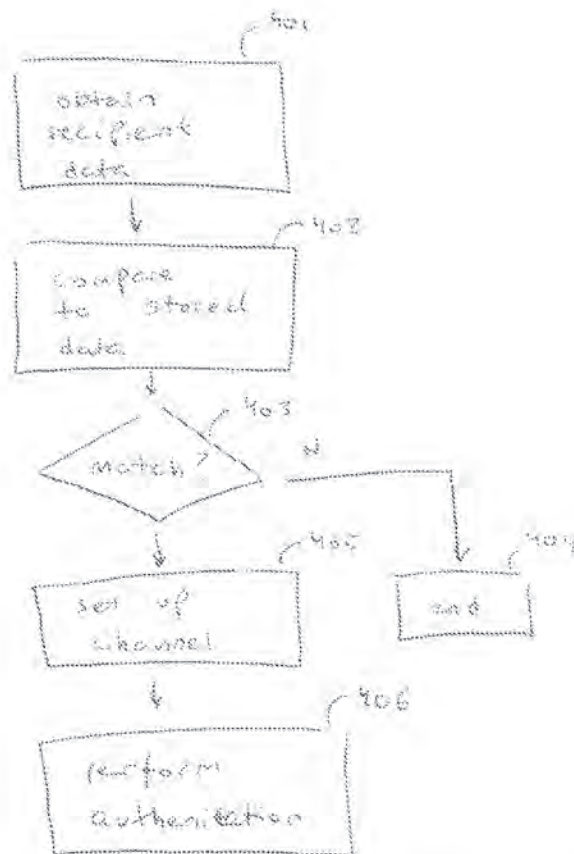 401
obtain
recipient
data
402
compare
to stored
data
403
Match?
N
405
404
set up
channel
end
406
perform
authentication